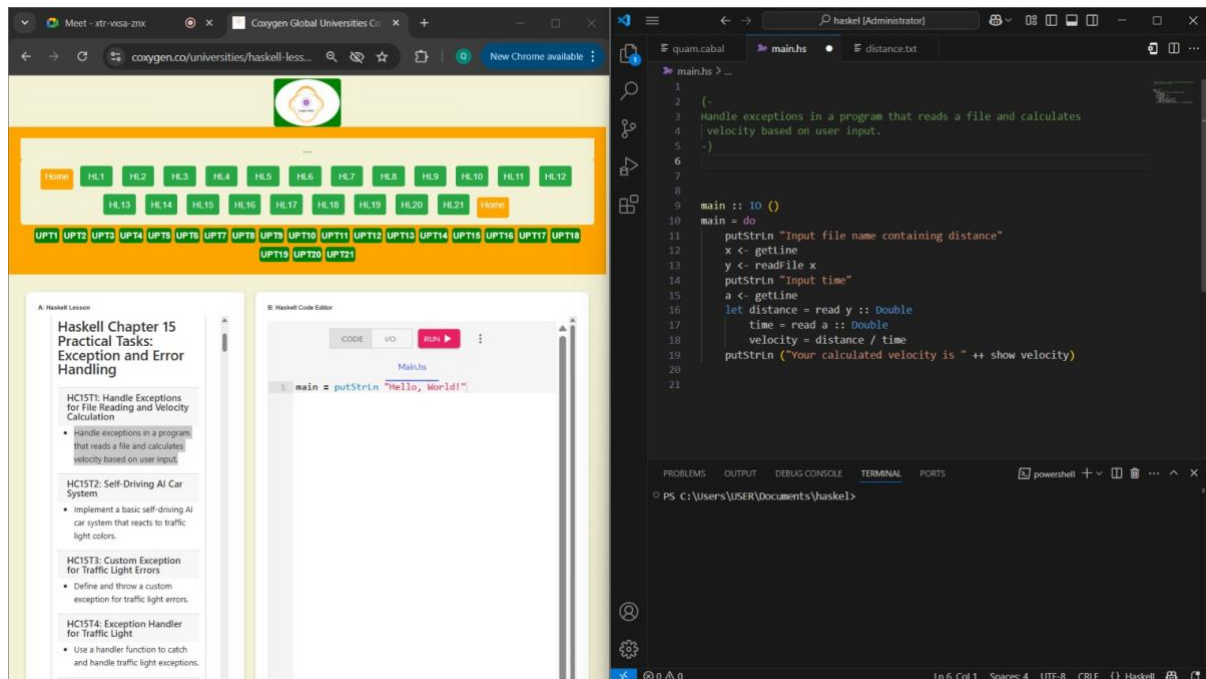 Meet - xtr-vxsa-znx
Coxygen Global Universities Co
coxygen.co/universities/haskell-less...
New Chrome available
...
Home HL1 HL2 HL3 HL4 HL5 HL6 HL7 HL8 HL9 HL10 HL11 HL12
HL13 HL14 HL15 HL16 HL17 HL18 HL19 HL20 HL21 Home
UPT1 UPT2 UPT3 UPT4 UPT5 UPT6 UPT7 UPT8 UPT9 UPT10 UPT11 UPT12 UPT13 UPT14 UPT15 UPT16 UPT17 UPT18
UPT19 UPT20 UPT21
A: Haskell Lesson
Haskell Chapter 15
Practical Tasks:
Exception and Error
Handling
HC15T1: Handle Exceptions
for File Reading and Velocity
Calculation
• Handle exceptions in a program
that reads a file and calculates
velocity based on user input.
HC15T2: Self-Driving AI Car
System
• Implement a basic self-driving AI
car system that reacts to traffic
light colors.
HC15T3: Custom Exception
for Traffic Light Errors
• Define and throw a custom
exception for traffic light errors.
HC15T4: Exception Handler
for Traffic Light
• Use a handler function to catch
and handle traffic light exceptions.
B: Haskell Code Editor
CODE I/O RUN
Main.hs
1 main = putStrLn "Hello, World!"
haskel [Administrator]
quam.cabal main.hs distance.txt
main.hs > ...
1
2 {-
3 Handle exceptions in a program that reads a file and calculates
4 velocity based on user input.
5 -}
6
7
8
9 main :: IO ()
10 main = do
11 putStrLn "Input file name containing distance"
12 x <- getLine
13 y <- readFile x
14 putStrLn "Input time"
15 a <- getLine
16 let distance = read y :: Double
17 time = read a :: Double
18 velocity = distance / time
19 putStrLn ("Your calculated velocity is " ++ show velocity)
20
21
PROBLEMS OUTPUT DEBUG CONSOLE TERMINAL PORTS powershell
PS C:\Users\USER\Documents\haskel>
0 0 Ln 6, Col 1 Spaces: 4 UTF-8 CRLF {} Haskell